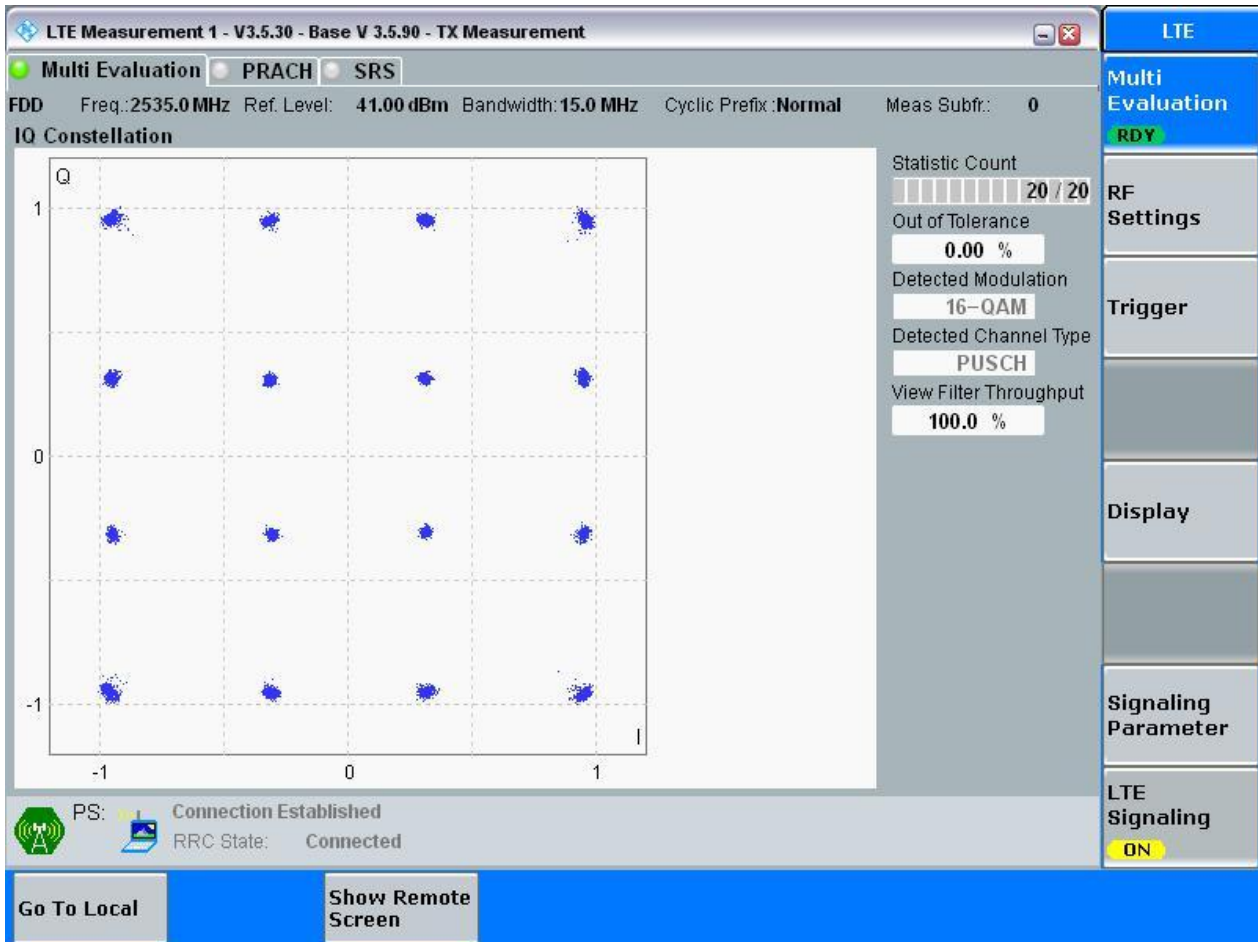 LTE Measurement 1 - V3.5.30 - Base V 3.5.90 - TX Measurement
LTE
Multi Evaluation PRACH SRS
FDD Freq.:2535.0 MHz Ref. Level: 41.00 dBm Bandwidth: 15.0 MHz Cyclic Prefix :Normal Meas Subfr.: 0
IQ Constellation
Q
1
0
-1
-1 0 1
I
Statistic Count
20 / 20
Out of Tolerance
0.00 %
Detected Modulation
16-QAM
Detected Channel Type
PUSCH
View Filter Throughput
100.0 %
Multi
Evaluation
RDY
RF
Settings
Trigger
Display
Signaling
Parameter
LTE
Signaling
ON
PS: Connection Established
RRC State: Connected
Go To Local
Show Remote
Screen